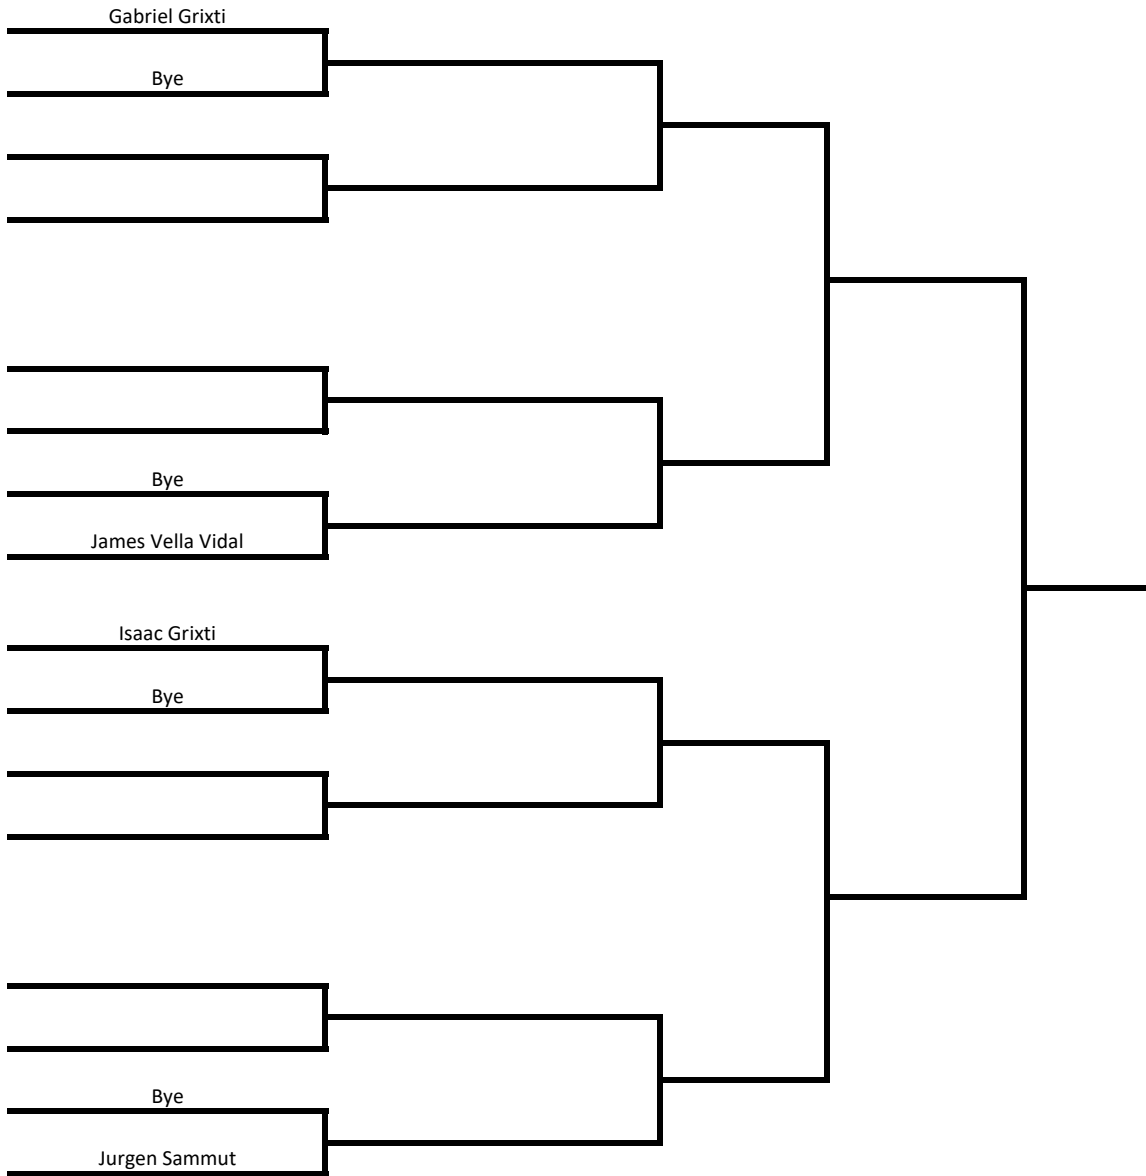 Gabriel Grixti
Bye
Bye
James Vella Vidal
Isaac Grixti
Bye
Bye
Jurgen Sammut